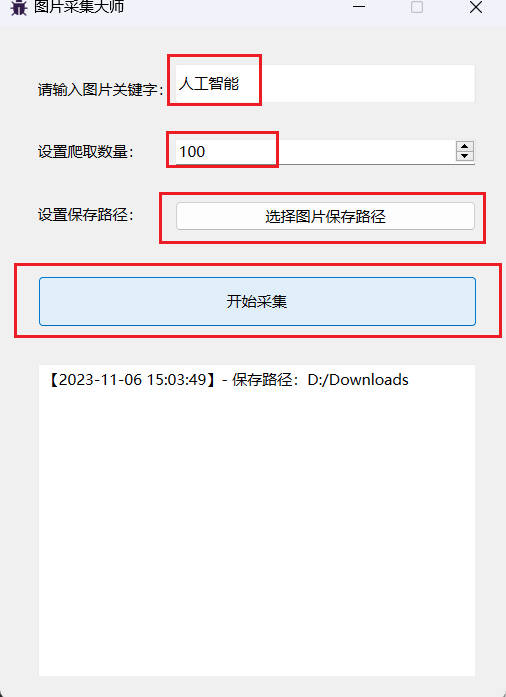 图片采集大师
请输入图片关键字： 人工智能
设置爬取数量： 100
设置保存路径： 选择图片保存路径
开始采集
【2023-11-06 15:03:49】- 保存路径：D:/Downloads